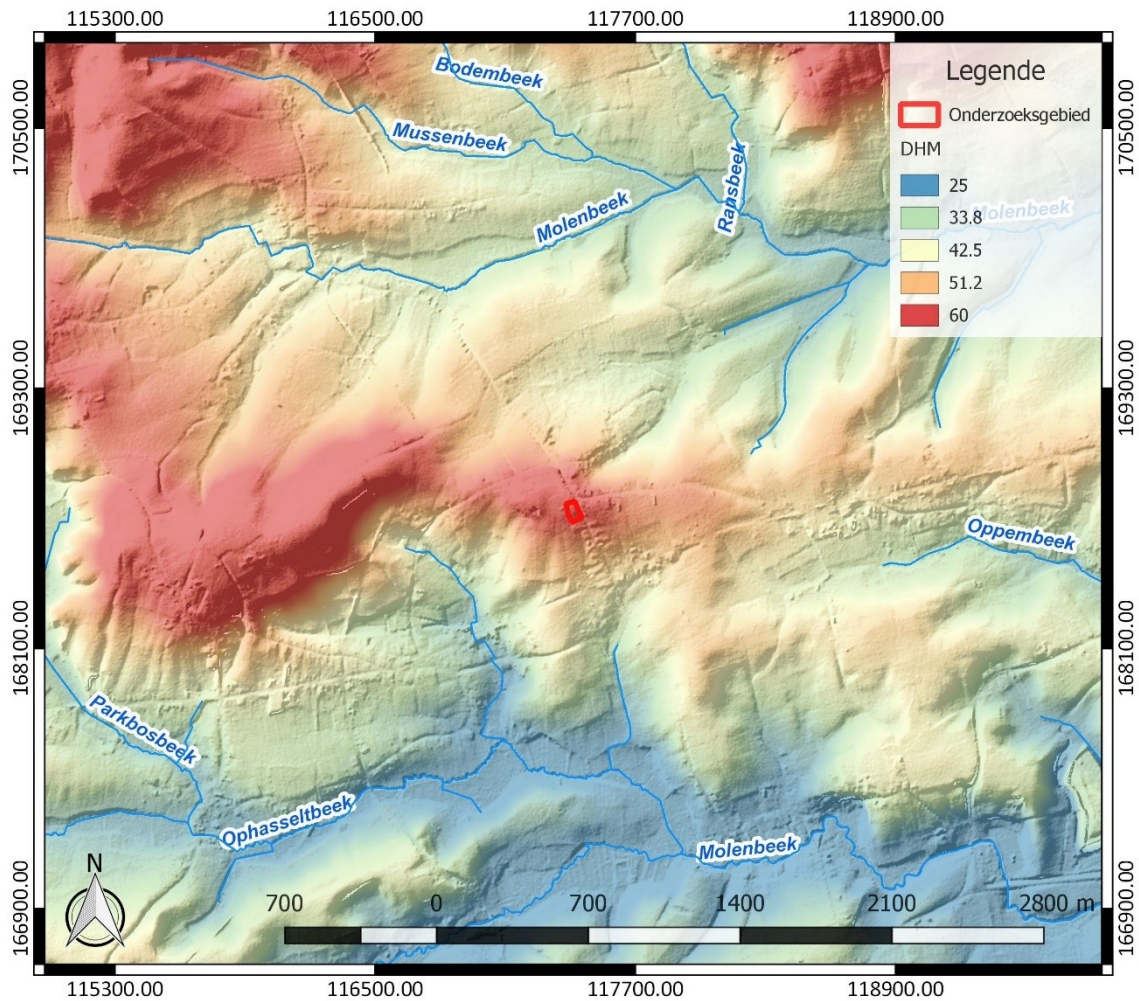 115300.00 116500.00 117700.00 118900.00
Legende
Onderzoeksgebied
DHM
25
33.8
42.5
51.2
60
170500.00
170500.00
169300.00
169300.00
168100.00
168100.00
166900.00
166900.00
Bodembeek
Mussenbeek
Ransbeek
Molenbeek
Molenbeek
Oppembeek
Parkbosbeek
Ophasseltbeek
Molenbeek
N
700 0 700 1400 2100 2800 m
115300.00 116500.00 117700.00 118900.00